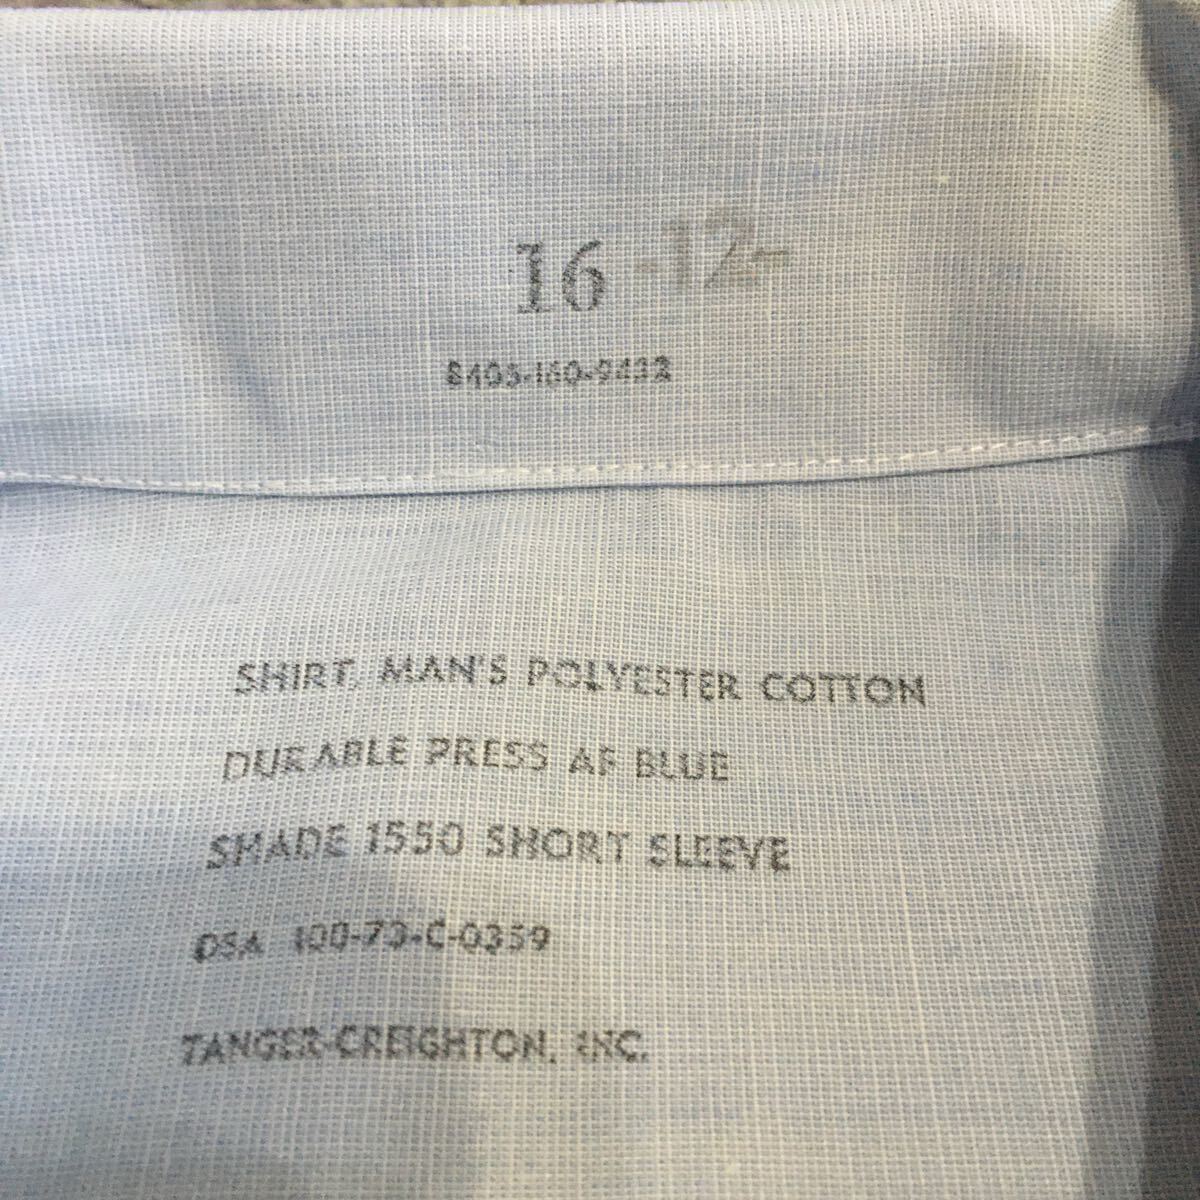 16 -12-
8405-160-9432
SHIRT, MAN'S POLYESTER COTTON
DURABLE PRESS AF BLUE
SHADE 1550 SHORT SLEEVE
DSA 100-73-C-0359
TANGER-CREIGHTON, INC.